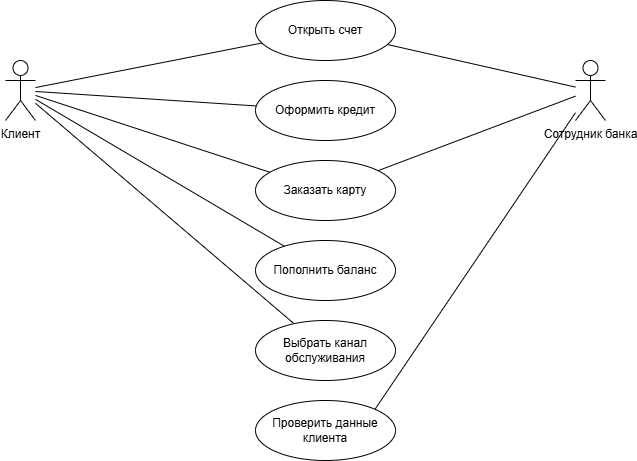 Открыть счет
Клиент
Оформить кредит
Сотрудник банка
Заказать карту
Пополнить баланс
Выбрать канал
обслуживания
Проверить данные
клиента